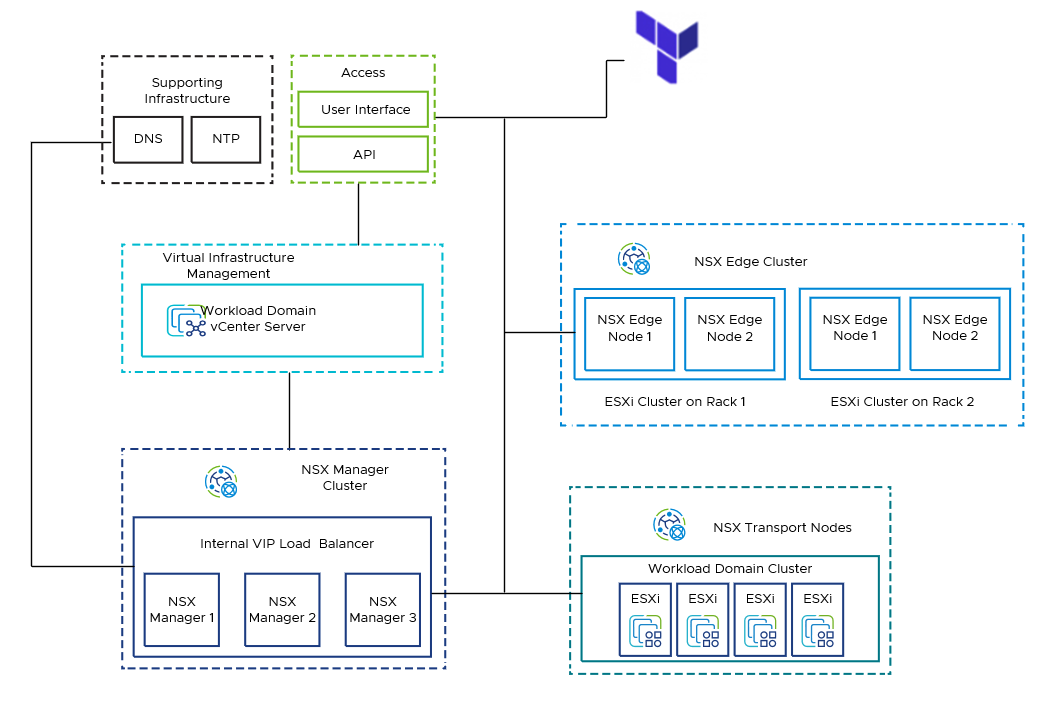 Supporting
Infrastructure
DNS
NTP
Access
User Interface
API
Virtual Infrastructure
Management
Workload Domain
vCenter Server
NSX Edge Cluster
NSX Edge
Node 1
NSX Edge
Node 2
NSX Edge
Node 1
NSX Edge
Node 2
ESXi Cluster on Rack 1
ESXi Cluster on Rack 2
NSX Manager
Cluster
Internal VIP Load  Balancer
NSX
Manager 1
NSX
Manager 2
NSX
Manager 3
NSX Transport Nodes
Workload Domain Cluster
ESXi
ESXi
ESXi
ESXi